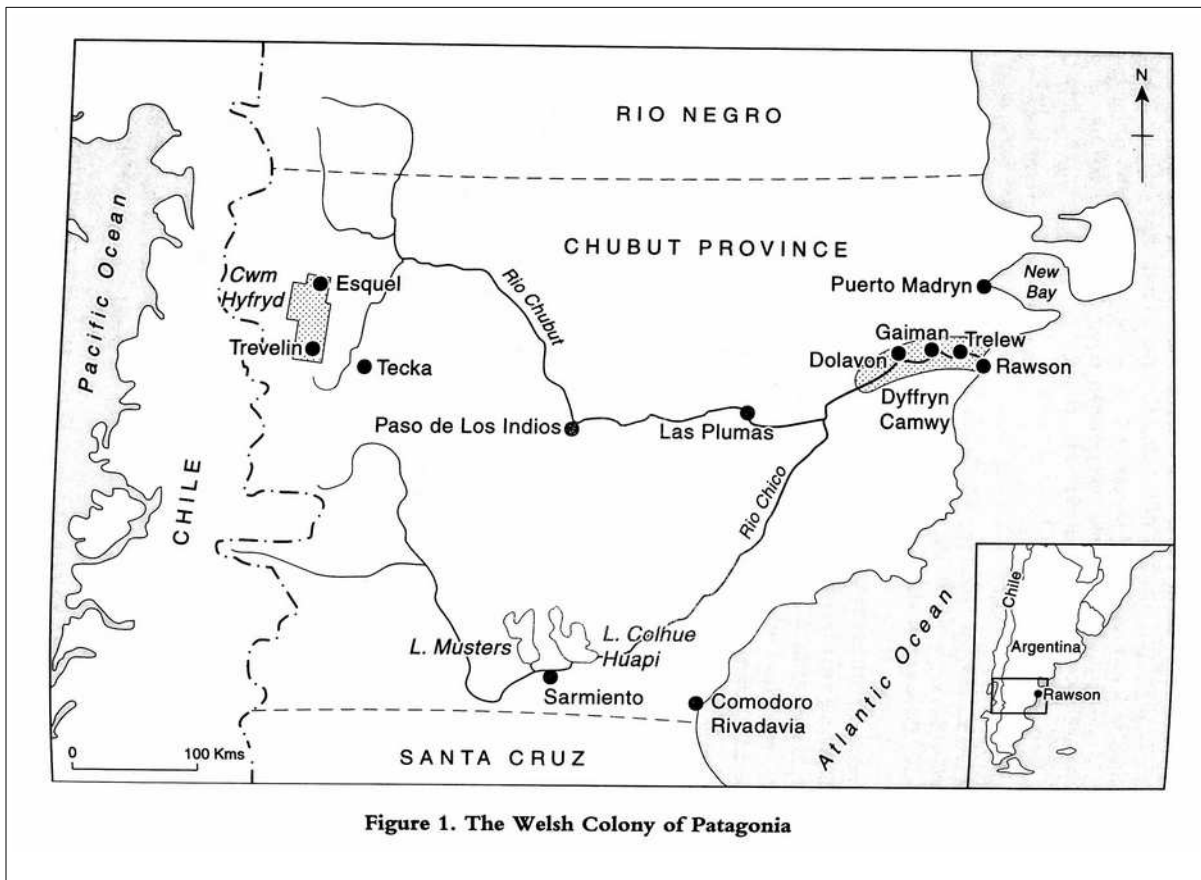 N
RIO NEGRO
Pacific Ocean
CHUBUT PROVINCE
Cwm
Hyfryd
Esquel
Rio Chubut
Puerto Madryn
New
Bay
Trevelin
Tecka
Gaiman
Trelew
Dolavon
Rawson
Dyffryn
Camwy
Paso de Los Indios
Las Plumas
CHILE
Rio Chico
L. Musters
L. Colhue
Huapi
Sarmiento
Comodoro
Rivadavia
Atlantic Ocean
Chile
Argentina
Rawson
0 100 Kms
SANTA CRUZ
Figure 1. The Welsh Colony of Patagonia